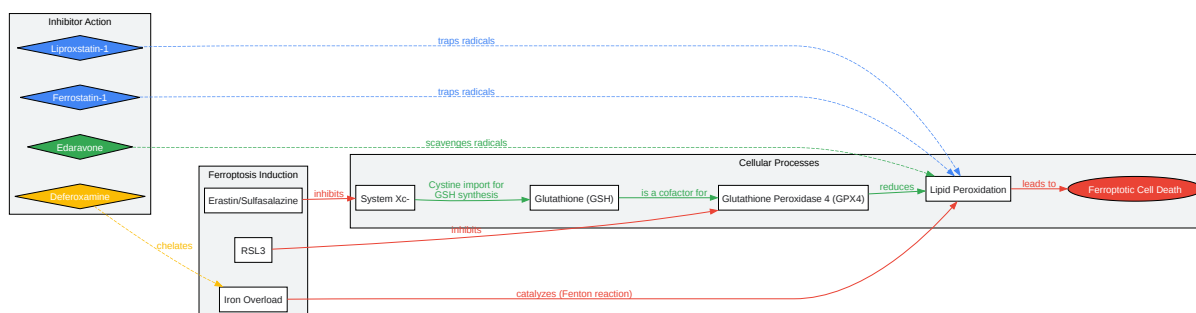 Inhibitor Action
Liproxstatin-1
traps radicals
Ferrostatin-1
traps radicals
Edaravone
scavenges radicals
Deferoxamine
chelates
Ferroptosis Induction
Erastin/Sulfasalazine
inhibits
RSL3
inhibits
Iron Overload
catalyzes (Fenton reaction)
Cellular Processes
System Xc-
Cystine import for
GSH synthesis
Glutathione (GSH)
is a cofactor for
Glutathione Peroxidase 4 (GPX4)
reduces
Lipid Peroxidation
leads to
Ferroptotic Cell Death